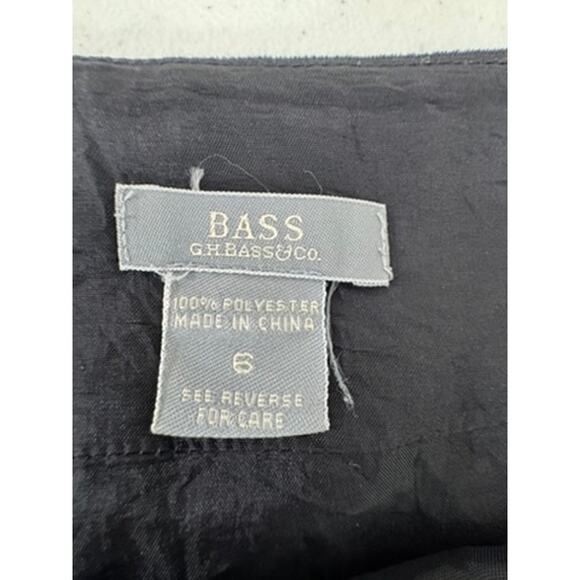 BASS
G.H.BASS&CO.
100% POLYESTER
MADE IN CHINA
6
SEE REVERSE
FOR CARE